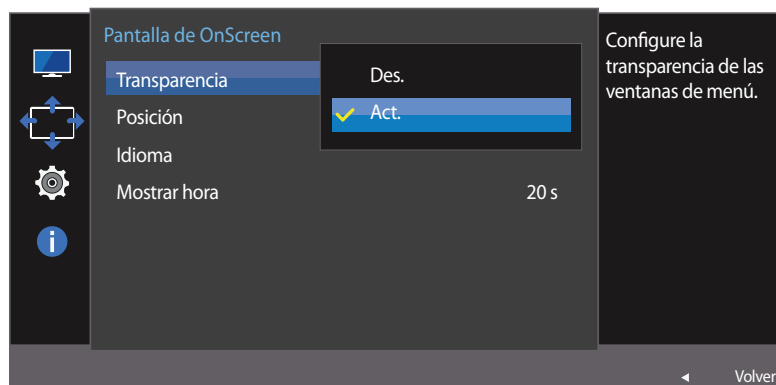 Pantalla de OnScreen
Transparencia
Des.
Act.
Posición
Idioma
Mostrar hora 20 s
Configure la
transparencia de las
ventanas de menú.
Volver